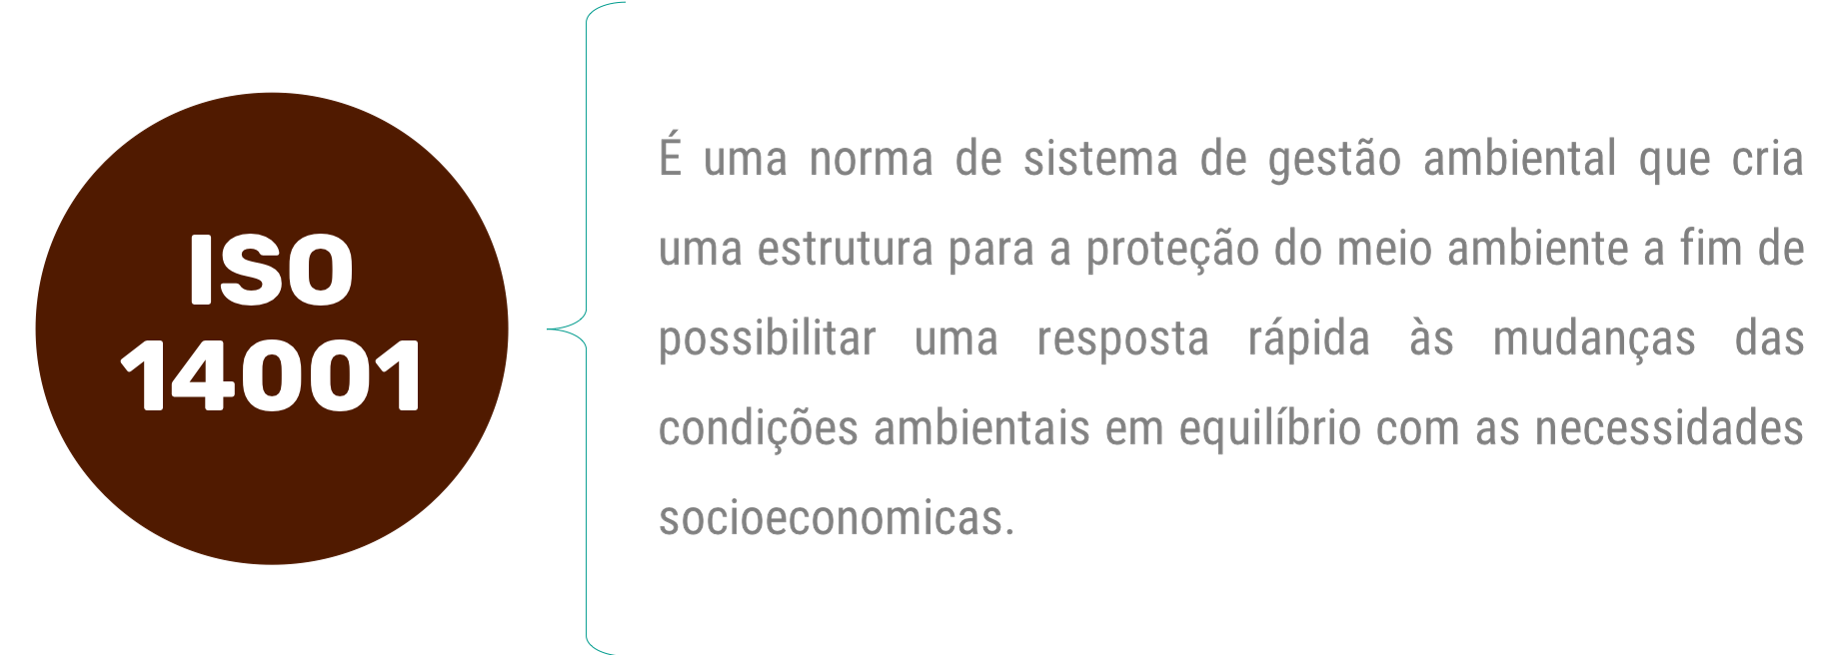 ISO
14001
É uma norma de sistema de gestão ambiental que cria
uma estrutura para a proteção do meio ambiente a fim de
possibilitar uma resposta rápida às mudanças das
condições ambientais em equilíbrio com as necessidades
socioeconomicas.